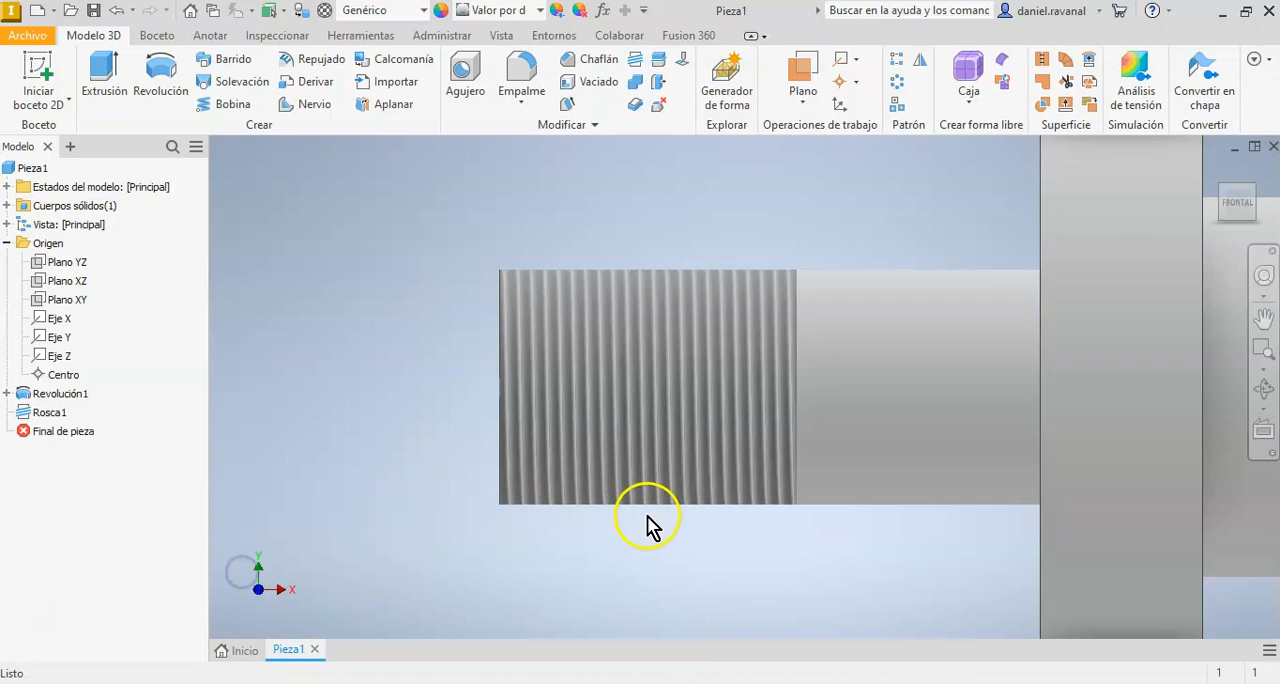 Genérico
Valor por d
fx
Pieza1
Buscar en la ayuda y los comanc
daniel.ravanal
Archivo
Modelo 3D
Boceto
Anotar
Inspeccionar
Herramientas
Administrar
Vista
Entornos
Colaborar
Fusion 360
Iniciar
boceto 2D
Boceto
Extrusión
Revolución
Barrido
Solevación
Bobina
Repujado
Derivar
Nervio
Calcomanía
Importar
Aplanar
Crear
Agujero
Empalme
Chaflán
Vaciado
Modificar
Generador
de forma
Explorar
Plano
Operaciones de trabajo
Patrón
Caja
Crear forma libre
Superficie
Análisis
de tensión
Simulación
Convertir en
chapa
Convertir
Modelo
Pieza1
Estados del modelo: [Principal]
Cuerpos sólidos(1)
Vista: [Principal]
Origen
Plano YZ
Plano XZ
Plano XY
Eje X
Eje Y
Eje Z
Centro
Revolución1
Rosca1
Final de pieza
FRONTAL
Y
X
Inicio
Pieza1
Listo
1
1